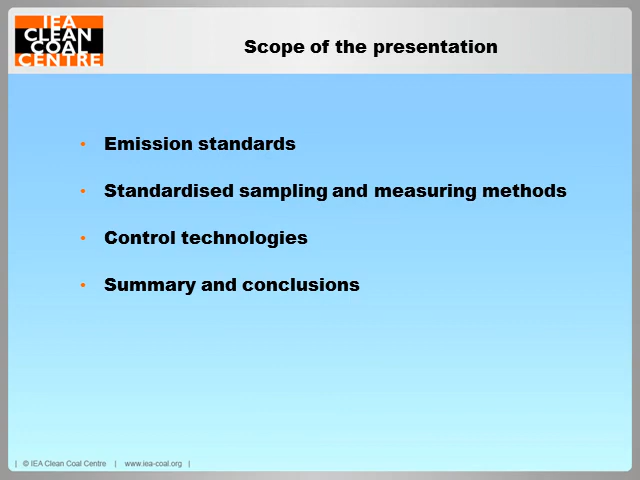 IEA
CLEAN
COAL
CENTRE
Scope of the presentation
• Emission standards
• Standardised sampling and measuring methods
• Control technologies
• Summary and conclusions
| © IEA Clean Coal Centre | www.iea-coal.org |